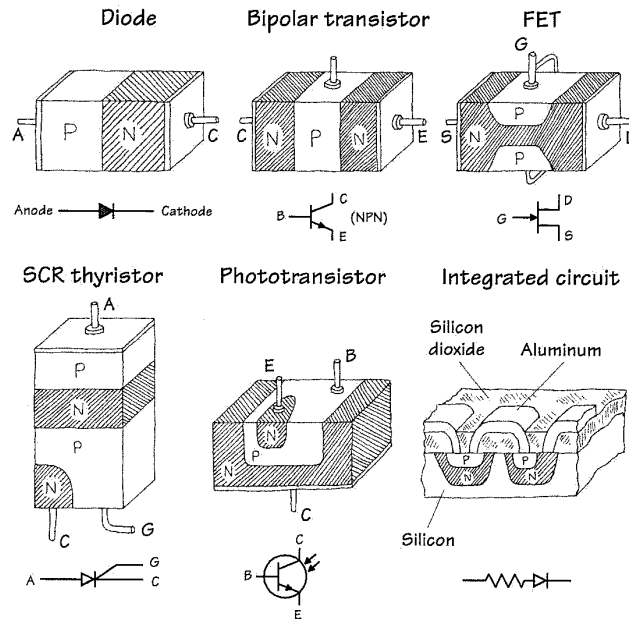 Diode
Bipolar transistor
FET
G
A
P
N
C
C
N
P
N
E
S
N
P
P
D
Anode
Cathode
B
C
(NPN)
E
G
D
S
SCR thyristor
Phototransistor
Integrated circuit
A
P
N
P
N
C
G
E
B
N
P
N
C
Silicon
dioxide
Aluminum
P
P
N
N
Silicon
A
G
C
B
C
E